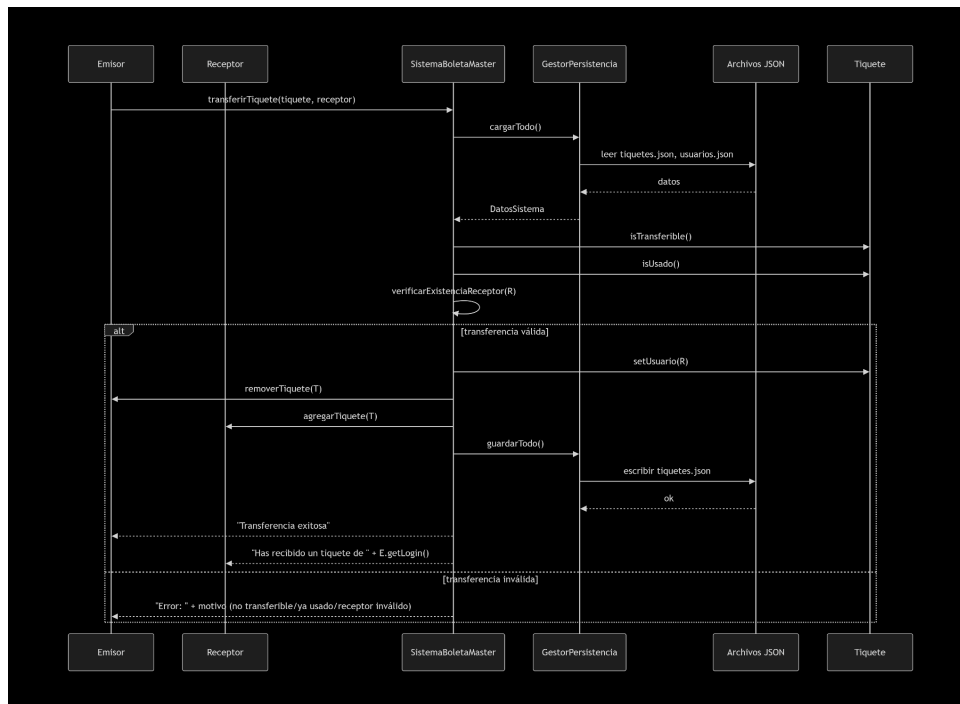 Emisor
Receptor
SistemaBoletaMaster
GestorPersistencia
Archivos JSON
Tiquete
transferirTiquete(tiquete, receptor)
cargarTodo()
leer tiquetes.json, usuarios.json
datos
DatosSistema
isTransferible()
isUsado()
verificarExistenciaReceptor(R)
alt
[transferencia válida]
setUsuario(R)
removerTiquete(T)
agregarTiquete(T)
guardarTodo()
escribir tiquetes.json
ok
"Transferencia exitosa"
"Has recibido un tiquete de " + E.getLogin()
[transferencia inválida]
"Error: " + motivo (no transferible/ya usado/receptor inválido)
Emisor
Receptor
SistemaBoletaMaster
GestorPersistencia
Archivos JSON
Tiquete